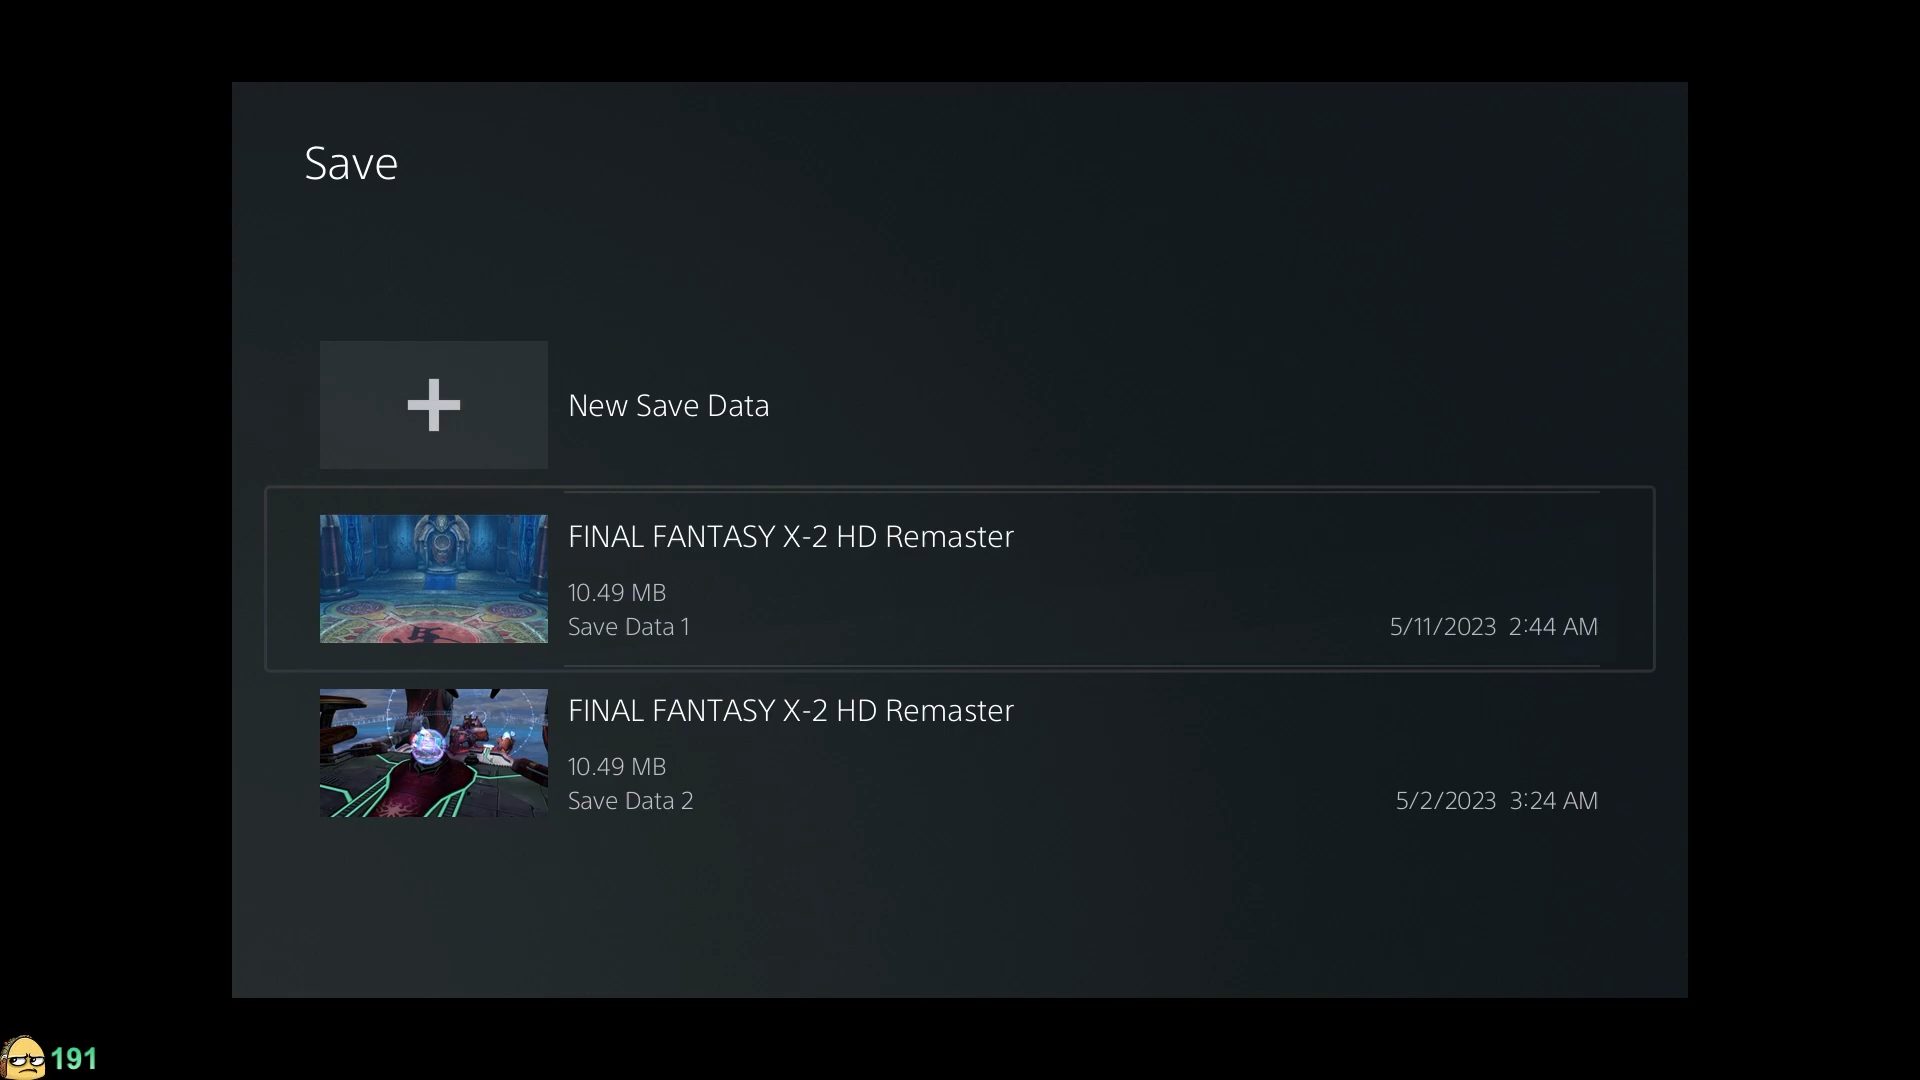 Save
New Save Data
FINAL FANTASY X-2 HD Remaster
10.49 MB
Save Data 1
5/11/2023 2:44 AM
FINAL FANTASY X-2 HD Remaster
10.49 MB
Save Data 2
5/2/2023 3:24 AM
191